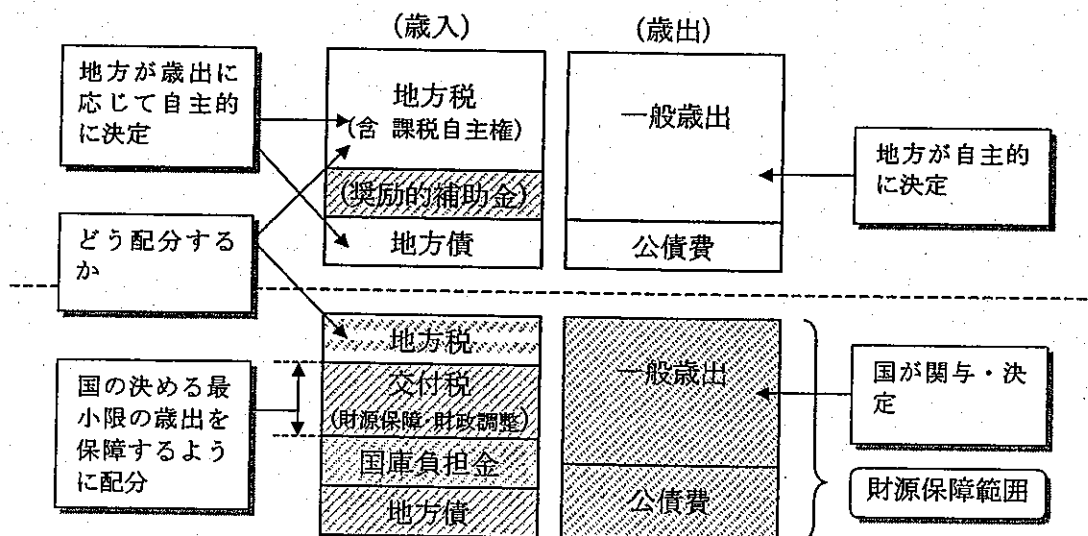 (歳入)
(歳出)
地方が歳出に
応じて自主的
に決定
地方税
(含 課税自主権)
(奨励的補助金)
地方債
一般歳出
公債費
地方が自主的
に決定
どう配分する
か
国の決める最
小限の歳出を
保障するよう
に配分
地方税
交付税
(財源保障・財政調整)
国庫負担金
地方債
一般歳出
公債費
国が関与・決
定
財源保障範囲